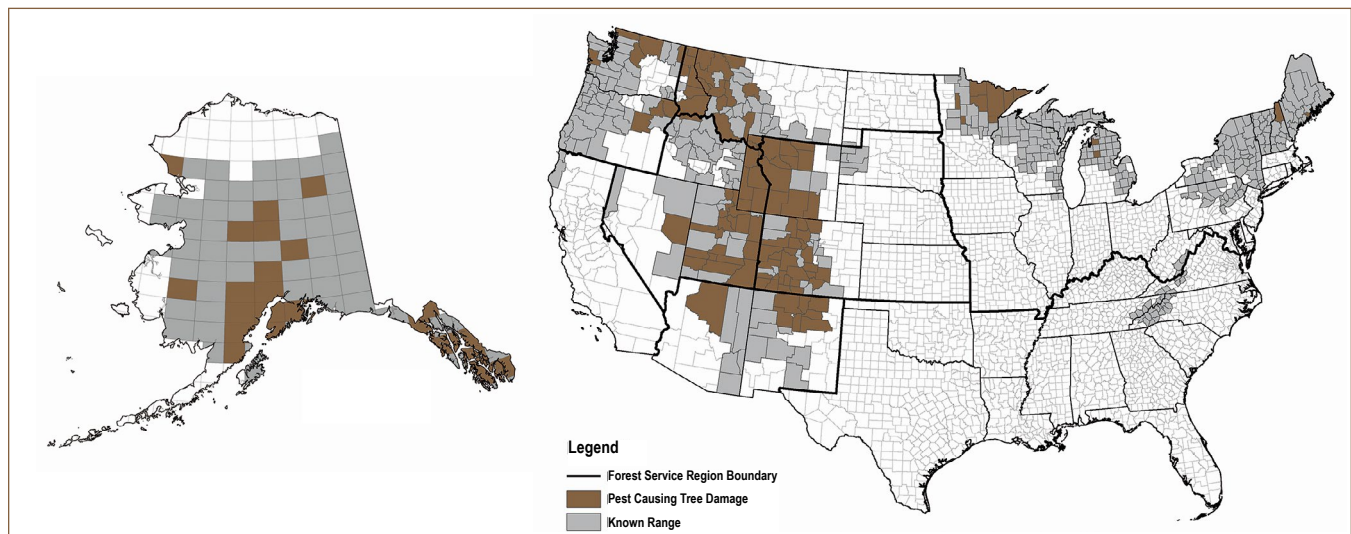 Legend
Forest Service Region Boundary
Pest Causing Tree Damage
Known Range